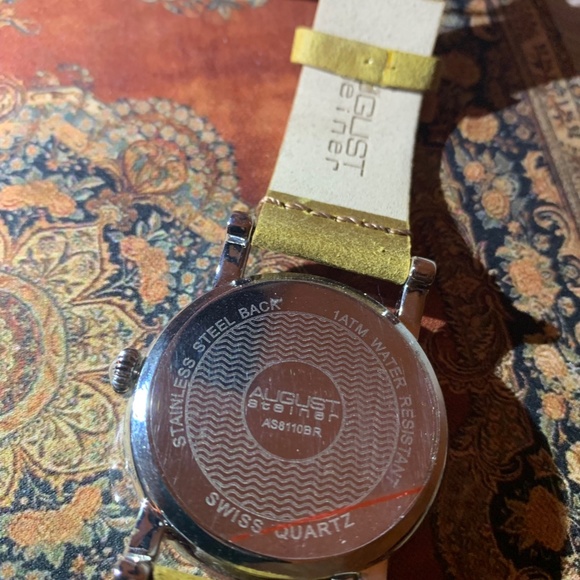 AUGUST
steiner
STAINLESS STEEL BACK
1ATM WATER RESISTANT
AUGUST
steiner
AS8110BR
SWISS QUARTZ